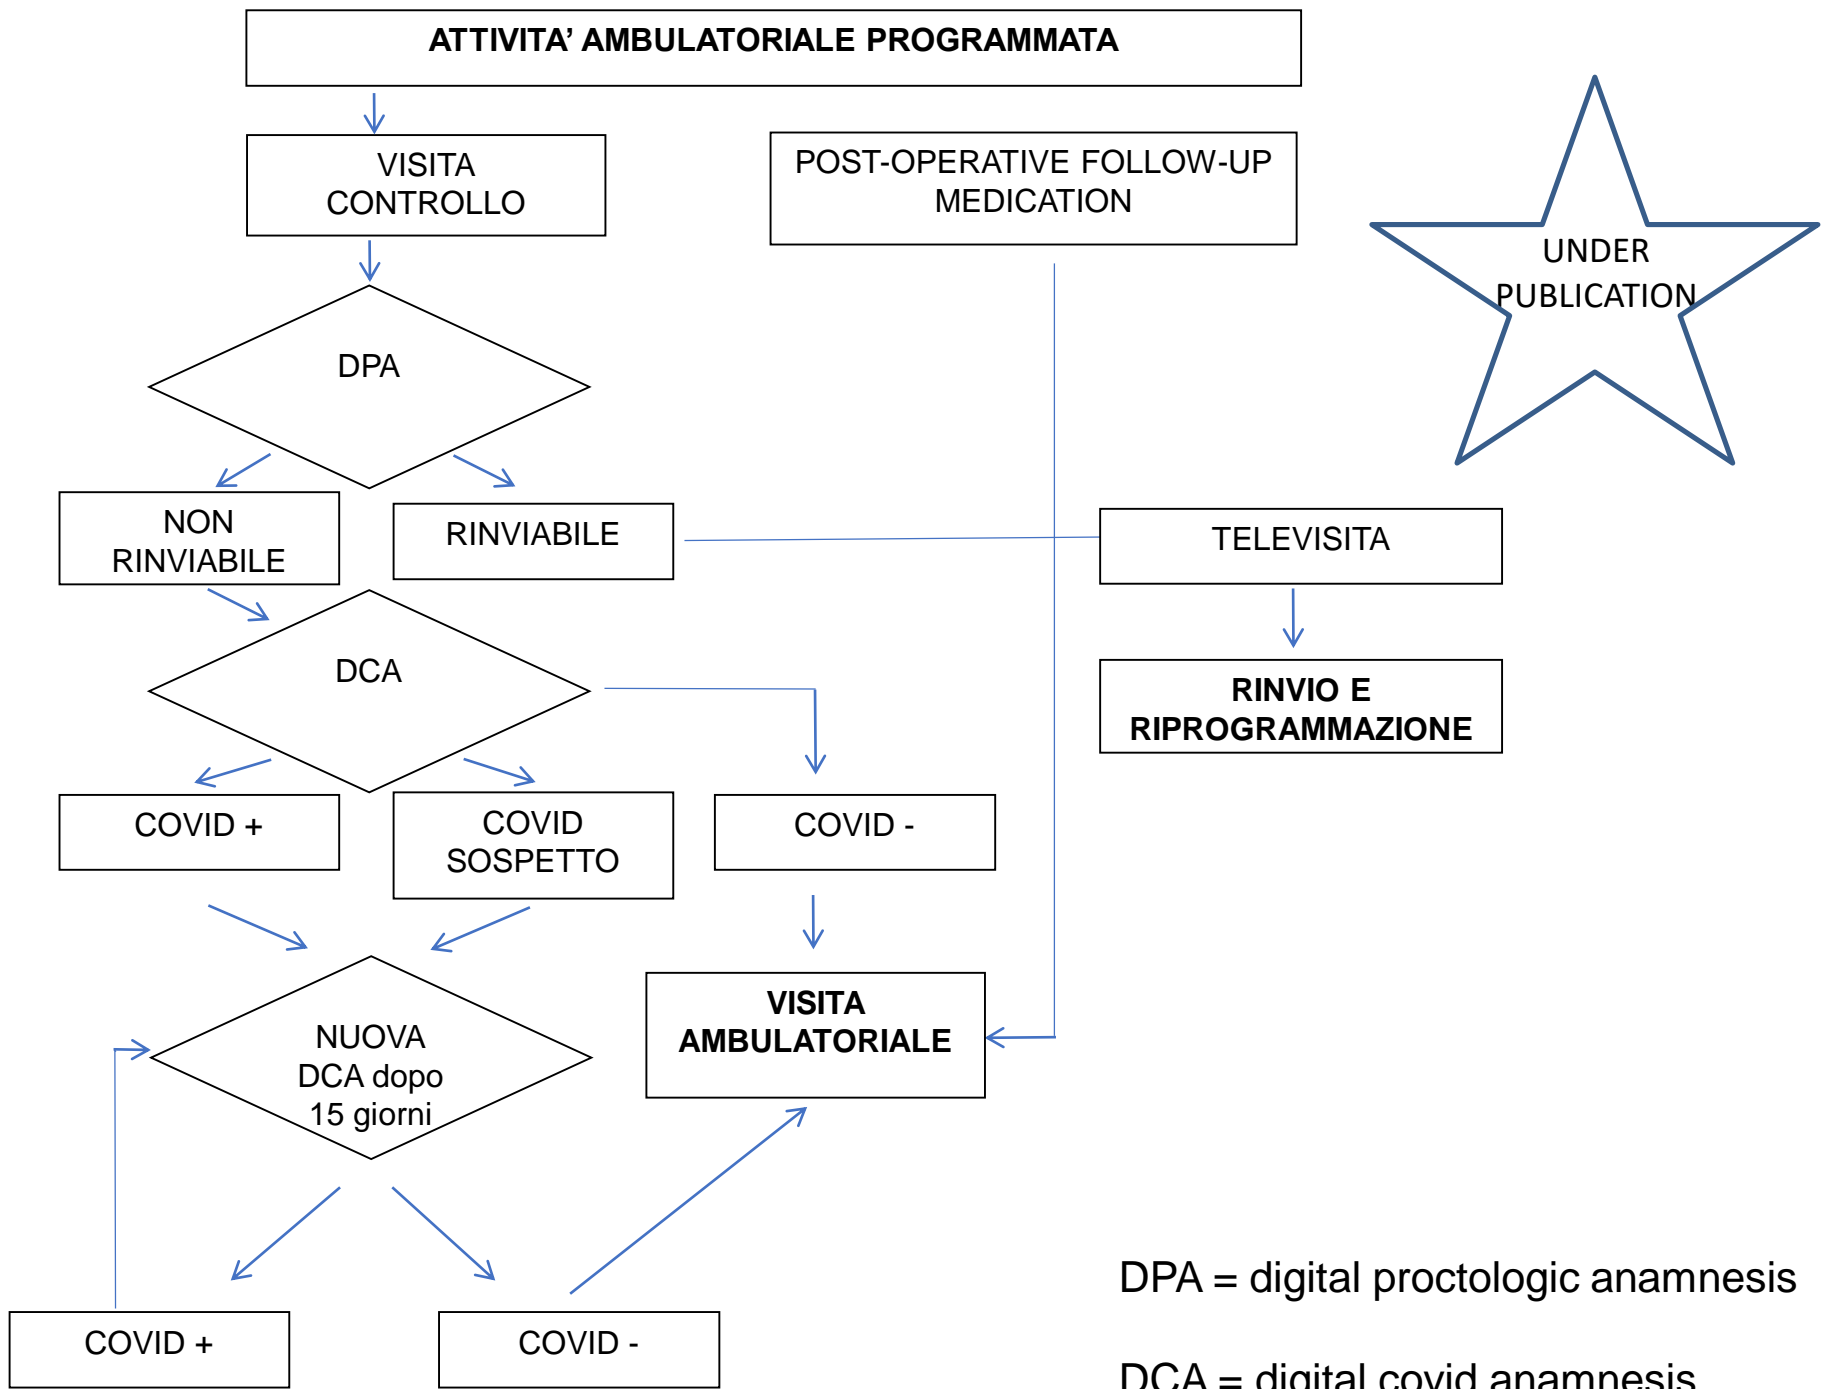 ATTIVITA’ AMBULATORIALE PROGRAMMATA
VISITA
CONTROLLO
POST-OPERATIVE FOLLOW-UP
MEDICATION
UNDER
PUBLICATION
DPA
NON
RINVIABILE
RINVIABILE
TELEVISITA
DCA
RINVIO E
RIPROGRAMMAZIONE
COVID +
COVID
SOSPETTO
COVID -
VISITA
AMBULATORIALE
NUOVA
DCA dopo
15 giorni
COVID +
COVID -
DPA = digital proctologic anamnesis
DCA = digital covid anamnesis